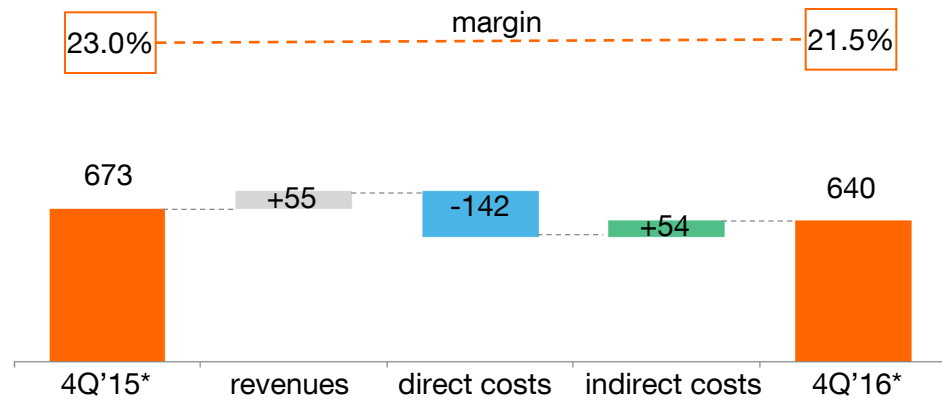 margin
23.0%
21.5%
673
+55
-142
+54
640
4Q’15*
revenues
direct costs
indirect costs
4Q’16*